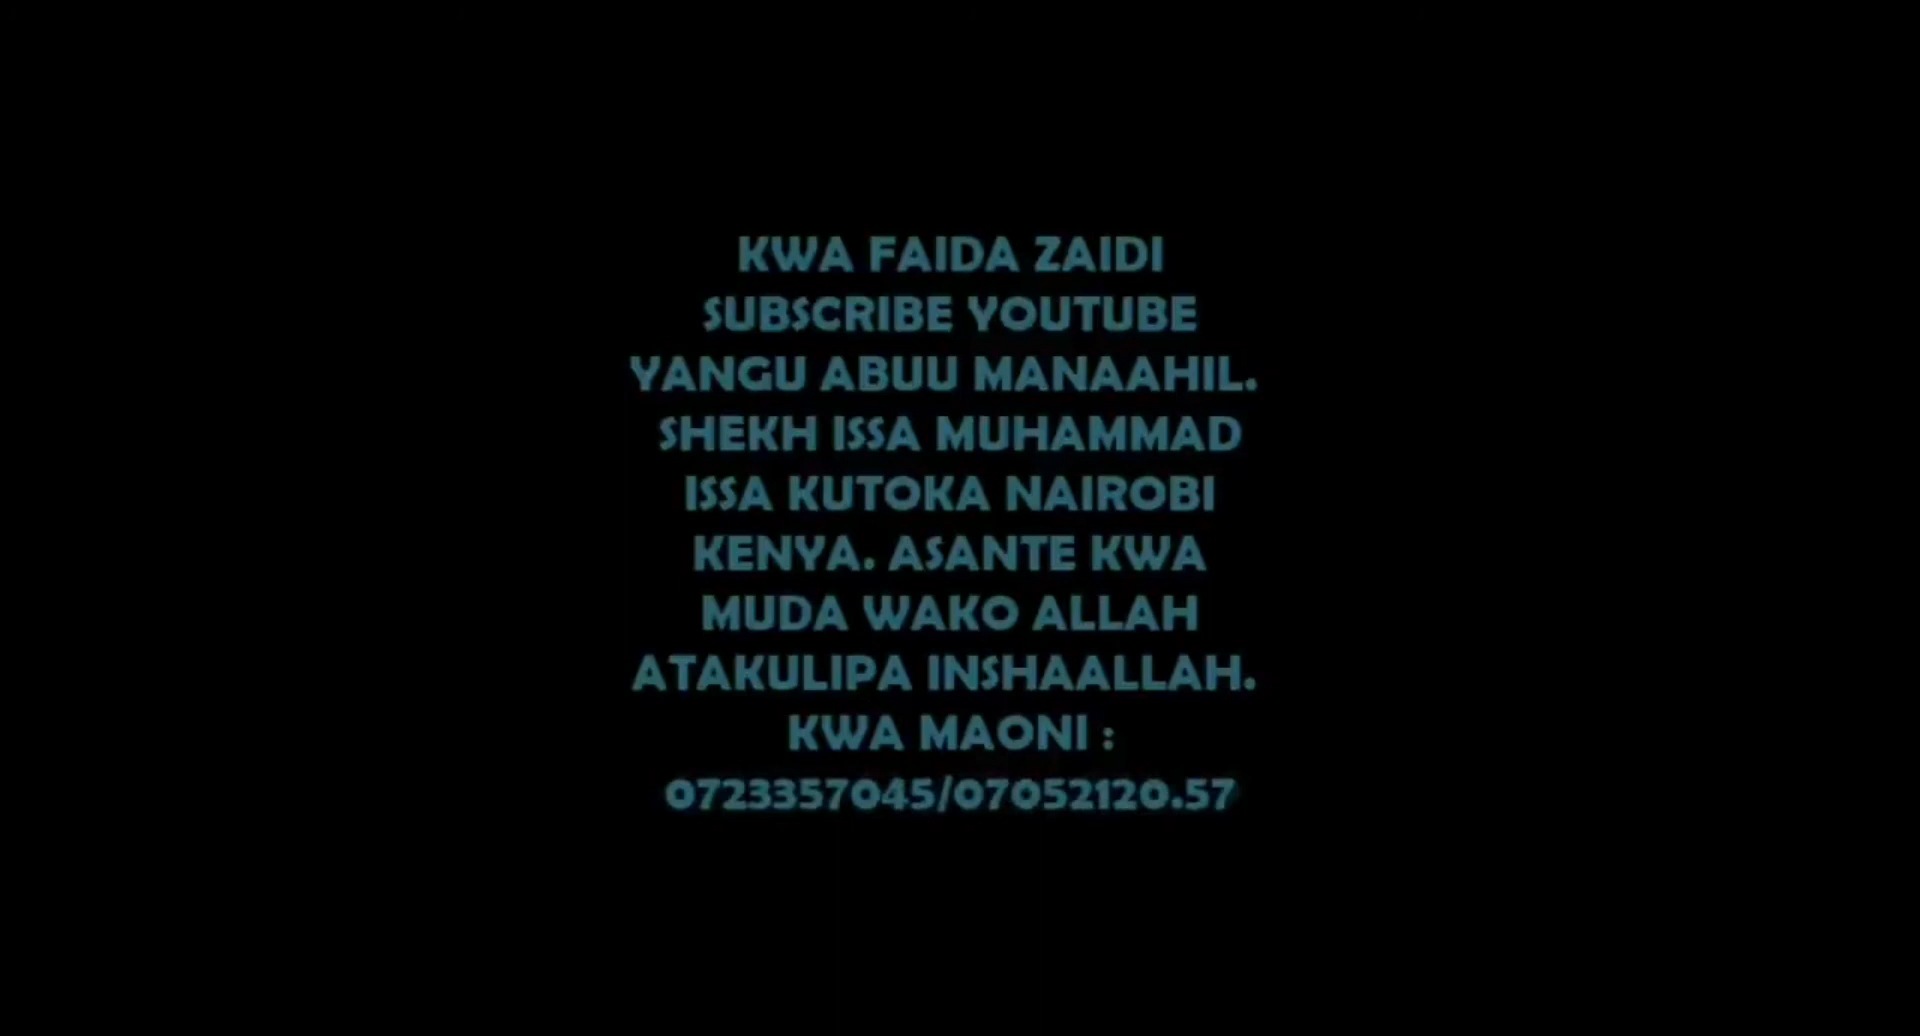 KWA FAIDA ZAIDI
SUBSCRIBE YOUTUBE
YANGU ABUU MANAAHIL.
SHEKH ISSA MUHAMMAD
ISSA KUTOKA NAIROBI
KENYA. ASANTE KWA
MUDA WAKO ALLAH
ATAKULIPA INSHAALLAH.
KWA MAONI :
0723357045/07052120.57